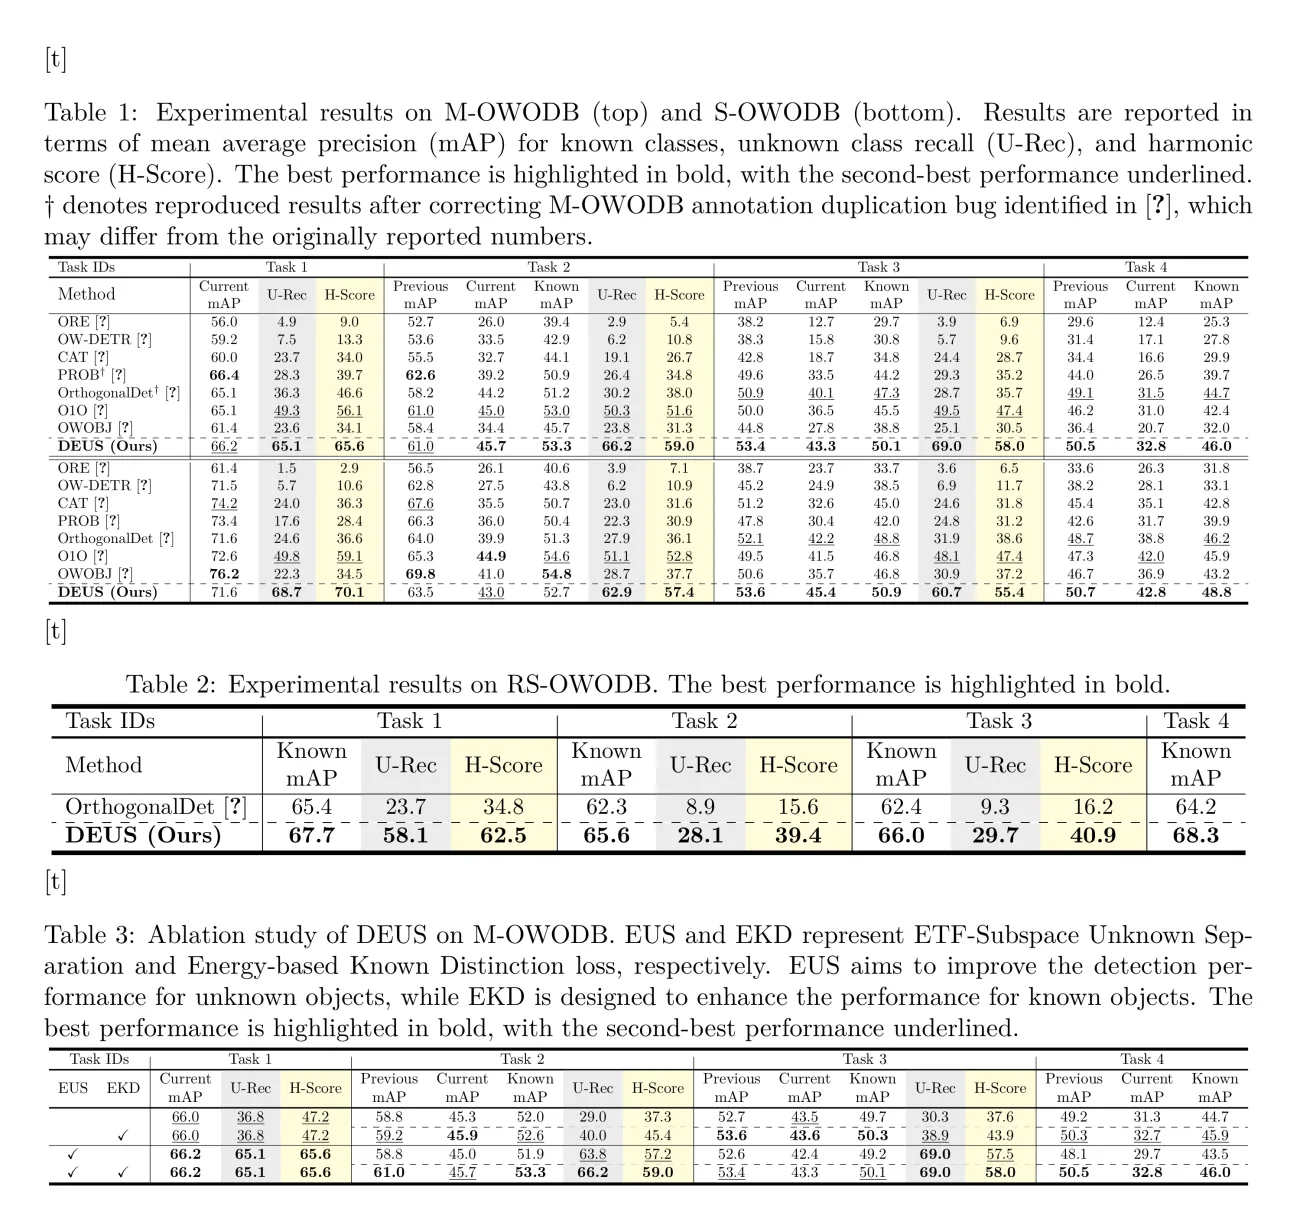 [t]
Table 1: Experimental results on M-OWODB (top) and S-OWODB (bottom). Results are reported in
terms of mean average precision (mAP) for known classes, unknown class recall (U-Rec), and harmonic
score (H-Score). The best performance is highlighted in bold, with the second-best performance underlined.
† denotes reproduced results after correcting M-OWODB annotation duplication bug identified in [?], which
may differ from the originally reported numbers.
Task IDs Task 1 Task 2 Task 3 Task 4
Method Current mAP U-Rec H-Score Previous mAP Current mAP Known mAP U-Rec H-Score Previous mAP Current mAP Known mAP U-Rec H-Score Previous mAP Current mAP Known mAP
ORE [?] 56.0 4.9 9.0 52.7 26.0 39.4 2.9 5.4 38.2 12.7 29.7 3.9 6.9 29.6 12.4 25.3
OW-DETR [?] 59.2 7.5 13.3 53.6 33.5 42.9 6.2 10.8 38.3 15.8 30.8 5.7 9.6 31.4 17.1 27.8
CAT [?] 60.0 23.7 34.0 55.5 32.7 44.1 19.1 26.7 42.8 18.7 34.8 24.4 28.7 34.4 16.6 29.9
PROB† [?] 66.4 28.3 39.7 62.6 39.2 50.9 26.4 34.8 49.6 33.5 44.2 29.3 35.2 44.0 26.5 39.7
OrthogonalDet† [?] 65.1 36.3 46.6 58.2 44.2 51.2 30.2 38.0 50.9 40.1 47.3 28.7 35.7 49.1 31.5 44.7
O1O [?] 65.1 49.3 56.1 61.0 45.0 53.0 50.3 51.6 50.0 36.5 45.5 49.5 47.4 46.2 31.0 42.4
OWOBJ [?] 61.4 23.6 34.1 58.4 34.4 45.7 23.8 31.3 44.8 27.8 38.8 25.1 30.5 36.4 20.7 32.0
DEUS (Ours) 66.2 65.1 65.6 61.0 45.7 53.3 66.2 59.0 53.4 43.3 50.1 69.0 58.0 50.5 32.8 46.0
ORE [?] 61.4 1.5 2.9 56.5 26.1 40.6 3.9 7.1 38.7 23.7 33.7 3.6 6.5 33.6 26.3 31.8
OW-DETR [?] 71.5 5.7 10.6 62.8 27.5 43.8 6.2 10.9 45.2 24.9 38.5 6.9 11.7 38.2 28.1 33.1
CAT [?] 74.2 24.0 36.3 67.6 35.5 50.7 23.0 31.6 51.2 32.6 45.0 24.6 31.8 45.4 35.1 42.8
PROB [?] 73.4 17.6 28.4 66.3 36.0 50.4 22.3 30.9 47.8 30.4 42.0 24.8 31.2 42.6 31.7 39.9
OrthogonalDet [?] 71.6 24.6 36.6 64.0 39.9 51.3 27.9 36.1 52.1 42.2 48.8 31.9 38.6 48.7 38.8 46.2
O1O [?] 72.6 49.8 59.1 65.3 44.9 54.6 51.1 52.8 49.5 41.5 46.8 48.1 47.4 47.3 42.0 45.9
OWOBJ [?] 76.2 22.3 34.5 69.8 41.0 54.8 28.7 37.7 50.6 35.7 46.8 30.9 37.2 46.7 36.9 43.2
DEUS (Ours) 71.6 68.7 70.1 63.5 43.0 52.7 62.9 57.4 53.6 45.4 50.9 60.7 55.4 50.7 42.8 48.8
[t]
Table 2: Experimental results on RS-OWODB. The best performance is highlighted in bold.
Task IDs Task 1 Task 2 Task 3 Task 4
Method Known mAP U-Rec H-Score Known mAP U-Rec H-Score Known mAP U-Rec H-Score Known mAP
OrthogonalDet [?] 65.4 23.7 34.8 62.3 8.9 15.6 62.4 9.3 16.2 64.2
DEUS (Ours) 67.7 58.1 62.5 65.6 28.1 39.4 66.0 29.7 40.9 68.3
[t]
Table 3: Ablation study of DEUS on M-OWODB. EUS and EKD represent ETF-Subspace Unknown Sep-
aration and Energy-based Known Distinction loss, respectively. EUS aims to improve the detection per-
formance for unknown objects, while EKD is designed to enhance the performance for known objects. The
best performance is highlighted in bold, with the second-best performance underlined.
Task IDs Task 1 Task 2 Task 3 Task 4
EUS EKD Current mAP U-Rec H-Score Previous mAP Current mAP Known mAP U-Rec H-Score Previous mAP Current mAP Known mAP U-Rec H-Score Previous mAP Current mAP Known mAP
66.0 36.8 47.2 58.8 45.3 52.0 29.0 37.3 52.7 43.5 49.7 30.3 37.6 49.2 31.3 44.7
✓ 66.0 36.8 47.2 59.2 45.9 52.6 40.0 45.4 53.6 43.6 50.3 38.9 43.9 50.3 32.7 45.9
✓ 66.2 65.1 65.6 58.8 45.0 51.9 63.8 57.2 52.6 42.4 49.2 69.0 57.5 48.1 29.7 43.5
✓ ✓ 66.2 65.1 65.6 61.0 45.7 53.3 66.2 59.0 53.4 43.3 50.1 69.0 58.0 50.5 32.8 46.0